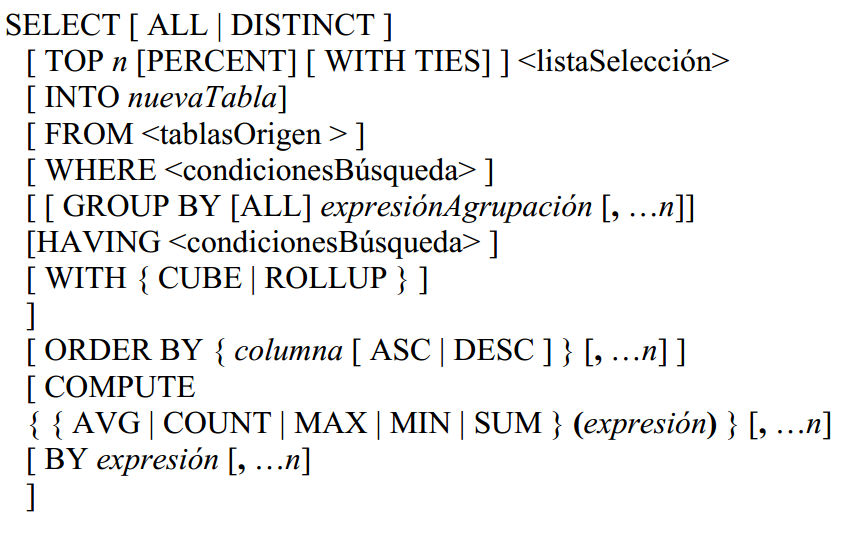 SELECT [ ALL | DISTINCT ]
[ TOP n [PERCENT] [ WITH TIES] ] <listaSelección>
[ INTO nuevaTabla]
[ FROM <tablasOrigen > ]
[ WHERE <condicionesBúsqueda> ]
[ [ GROUP BY [ALL] expresiónAgrupación [, …n]]
[HAVING <condicionesBúsqueda> ]
[ WITH { CUBE | ROLLUP } ]
]
[ ORDER BY { columna [ ASC | DESC ] } [, …n] ]
[ COMPUTE
{ { AVG | COUNT | MAX | MIN | SUM } (expresión) } [, …n]
[ BY expresión [, …n]
]